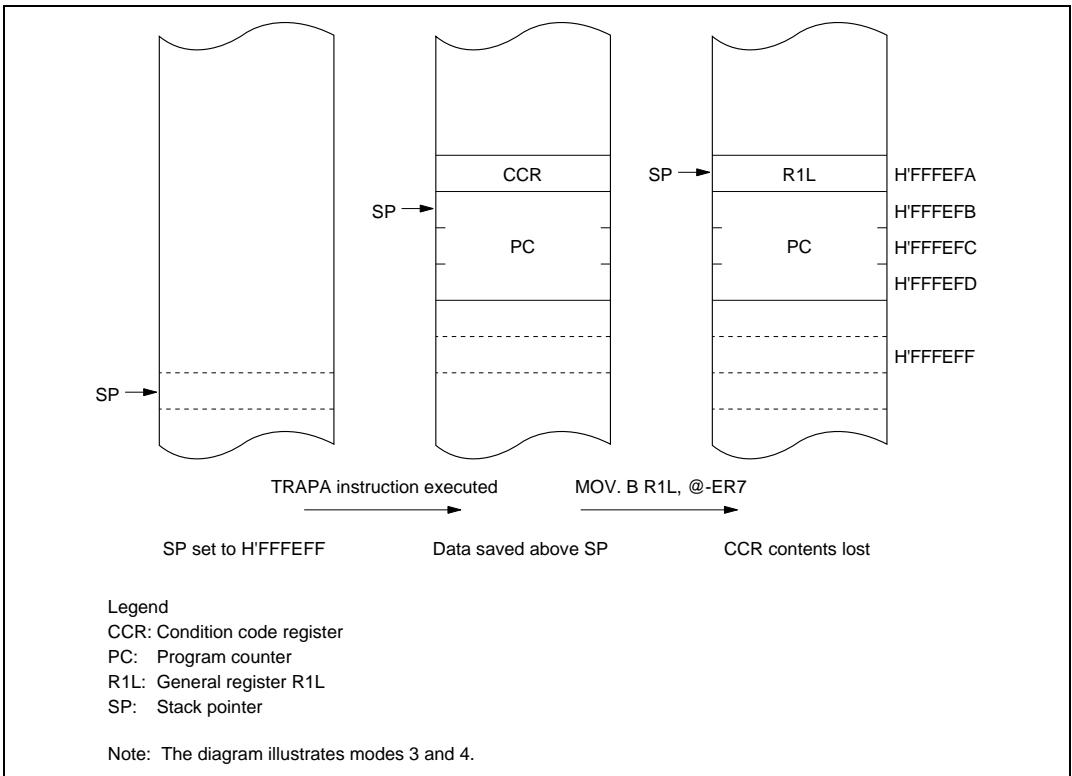 CCR
SP
R1L
H'FFFEFA
SP
H'FFFEFB
PC
PC
H'FFFEFC
H'FFFEFD
H'FFFEFF
SP
TRAPA instruction executed
MOV. B R1L, @-ER7
SP set to H'FFFEFF
Data saved above SP
CCR contents lost
Legend
CCR: Condition code register
PC: Program counter
R1L: General register R1L
SP: Stack pointer
Note: The diagram illustrates modes 3 and 4.